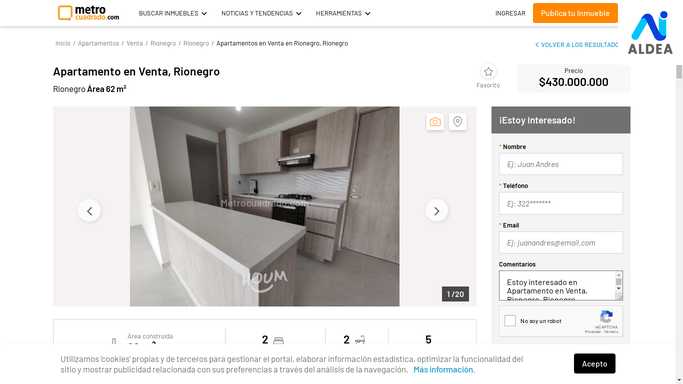 metro
cuadrado.com
BUSCAR INMUEBLES
NOTICIAS Y TENDENCIAS
HERRAMIENTAS
INGRESAR
Publica tu Inmueble
ALDEA
Inicio / Apartamentos / Venta / Rionegro / Rionegro / Apartamentos en Venta en Rionegro, Rionegro
VOLVER A LOS RESULTADO
Apartamento en Venta, Rionegro
Rionegro Área 62 m²
Favorito
Precio
$430.000.000
Metrocuadrado.com
HOUM
1 / 20
¡Estoy Interesado!
* Nombre
Ej: Juan Andres
* Teléfono
Ej: 322*******
* Email
Ej: juanandres@email.com
Comentarios
Estoy interesado en
Apartamento en Venta,
Rionegro, Rionegro
No soy un robot
reCAPTCHA
Privacidad - Términos
Área construida
2
2
5
Utilizamos 'cookies' propias y de terceros para gestionar el portal, elaborar información estadística, optimizar la funcionalidad del
sitio y mostrar publicidad relacionada con sus preferencias a través del análisis de la navegación. Más información.
Acepto